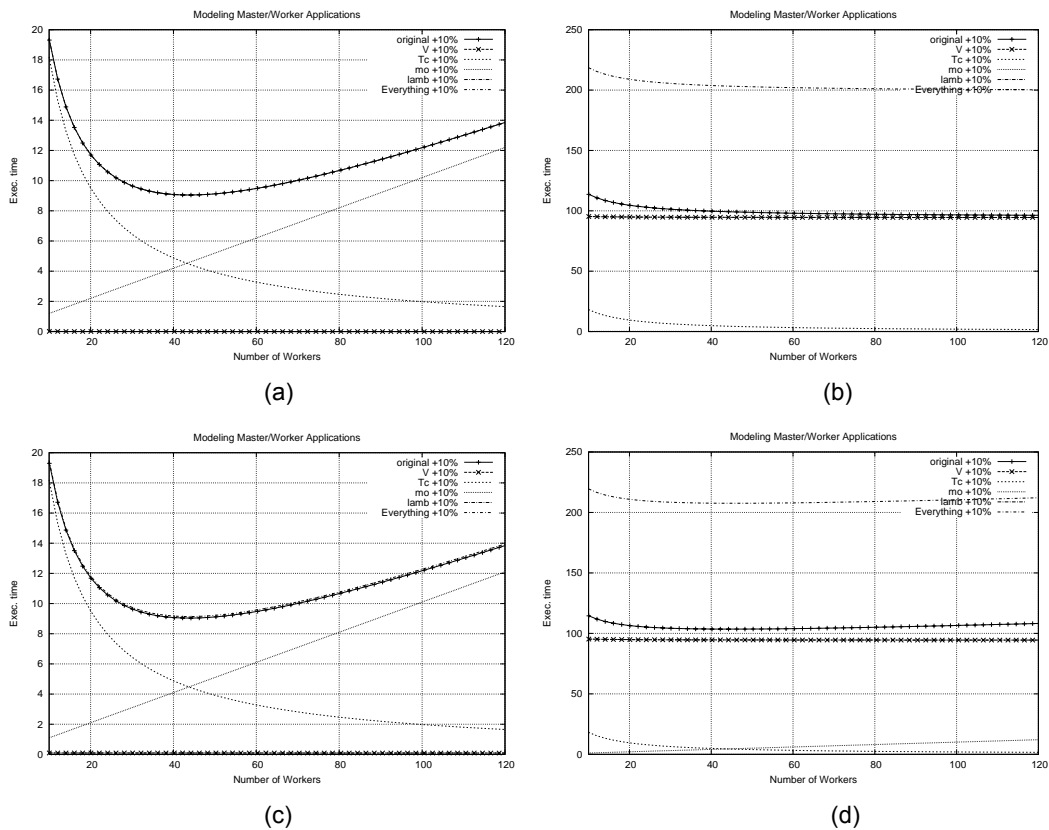 Modeling Master/Worker Applications
20
18
16
14
12
10
8
6
4
2
0
Exec. time
original +10%
V +10%
Tc +10%
mo +10%
lamb +10%
Everything +10%
20 40 60 80 100 120
Number of Workers
(a)
Modeling Master/Worker Applications
250
200
150
100
50
0
Exec. time
original +10%
V +10%
Tc +10%
mo +10%
lamb +10%
Everything +10%
20 40 60 80 100 120
Number of Workers
(b)
Modeling Master/Worker Applications
20
18
16
14
12
10
8
6
4
2
0
Exec. time
original +10%
V +10%
Tc +10%
mo +10%
lamb +10%
Everything +10%
20 40 60 80 100 120
Number of Workers
(c)
Modeling Master/Worker Applications
250
200
150
100
50
0
Exec. time
original +10%
V +10%
Tc +10%
mo +10%
lamb +10%
Everything +10%
20 40 60 80 100 120
Number of Workers
(d)